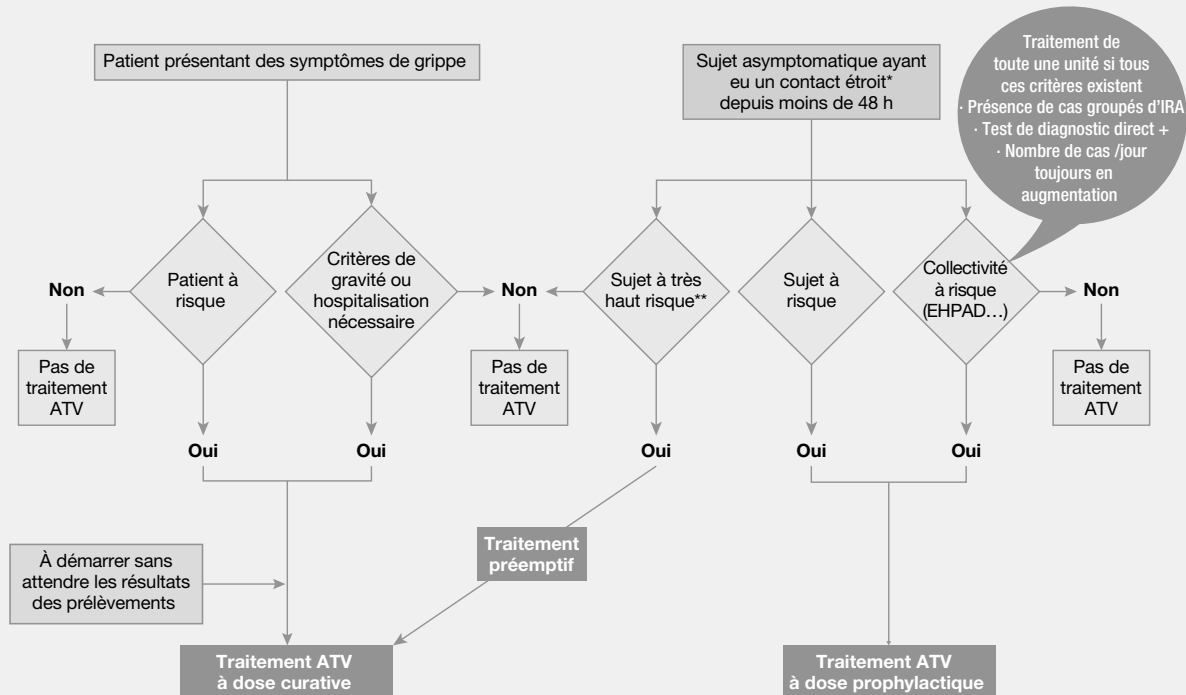 Patient présentant des symptômes de grippe
Sujet asymptomatique ayant
eu un contact étroit*
depuis moins de 48 h
Traitement de
toute une unité si tous
ces critères existent
· Présence de cas groupés d’IRA
· Test de diagnostic direct +
· Nombre de cas /jour
toujours en
augmentation
Non
Patient à
risque
Critères de
gravité ou
hospitalisation
nécessaire
Non
Sujet à très
haut risque**
Sujet à
risque
Collectivité
à risque
(EHPAD…)
Non
Pas de
traitement
ATV
Pas de
traitement
ATV
Pas de
traitement
ATV
Oui
Oui
Oui
Oui
Oui
À démarrer sans
attendre les résultats
des prélèvements
Traitement
préemptif
Traitement ATV
à dose curative
Traitement ATV
à dose prophylactique